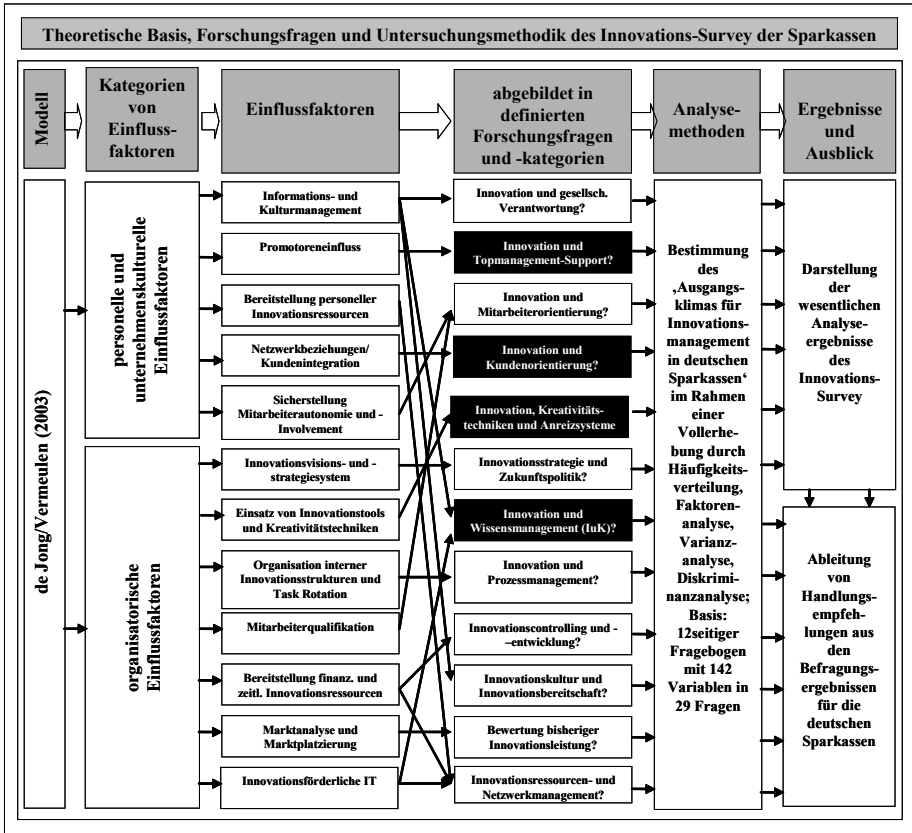 Theoretische Basis, Forschungsfragen und Untersuchungsmethodik des Innovations-Survey der Sparkassen
Modell
Kategorien
von
Einfluss-
faktoren
Einflussfaktoren
abgebildet in
definierten
Forschungsfragen
und -kategorien
Analyse-
methoden
Ergebnisse
und
Ausblick
de Jong/Vermeulen (2003)
personelle und
unternehmenskulturelle
Einflussfaktoren
organisatorische
Einflussfaktoren
Informations- und
Kulturmanagement
Promotoreneinfluss
Bereitstellung personeller
Innovationsressourcen
Netzwerkbeziehungen/
Kundenintegration
Sicherstellung
Mitarbeiterautonomie und -
Involvement
Innovationsvisions- und -
strategiesystem
Einsatz von Innovationstools
und Kreativitätstechniken
Organisation interner
Innovationsstrukturen und
Task Rotation
Mitarbeiterqualifikation
Bereitstellung finanz. und
zeitl. Innovationsressourcen
Marktanalyse und
Marktplatzierung
Innovationsförderliche IT
Innovation und gesellsch.
Verantwortung?
Innovation und
Topmanagement-Support?
Innovation und
Mitarbeiterorientierung?
Innovation und
Kundenorientierung?
Innovation, Kreativitäts-
techniken und Anreizsysteme
Innovationsstrategie und
Zukunftspolitik?
Innovation und
Wissensmanagement (IuK)?
Innovation und
Prozessmanagement?
Innovationscontrolling und -
–entwicklung?
Innovationskultur und
Innovationsbereitschaft?
Bewertung bisheriger
Innovationsleistung?
Innovationsressourcen- und
Netzwerkmanagement?
Bestimmung
des
‚Ausgangs-
klimas für
Innovations-
management
in deutschen
Sparkassen‘
im Rahmen
einer
Vollerhe-
bung durch
Häufigkeits-
verteilung,
Faktoren-
analyse,
Varianz-
analyse,
Diskrimi-
nanzanalyse;
Basis:
12seitiger
Fragebogen
mit 142
Variablen in
29 Fragen
Darstellung
der
wesentlichen
Analyse-
ergebnisse
des
Innovations-
Survey
Ableitung
von
Handlungs-
empfeh-
lungen aus
den
Befragungs-
ergebnissen
für die
deutschen
Sparkassen